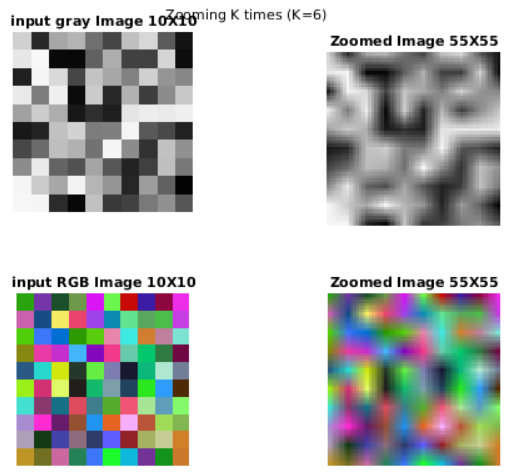 Zooming K times (K=6)
input gray Image 10X10
Zoomed Image 55X55
input RGB Image 10X10
Zoomed Image 55X55